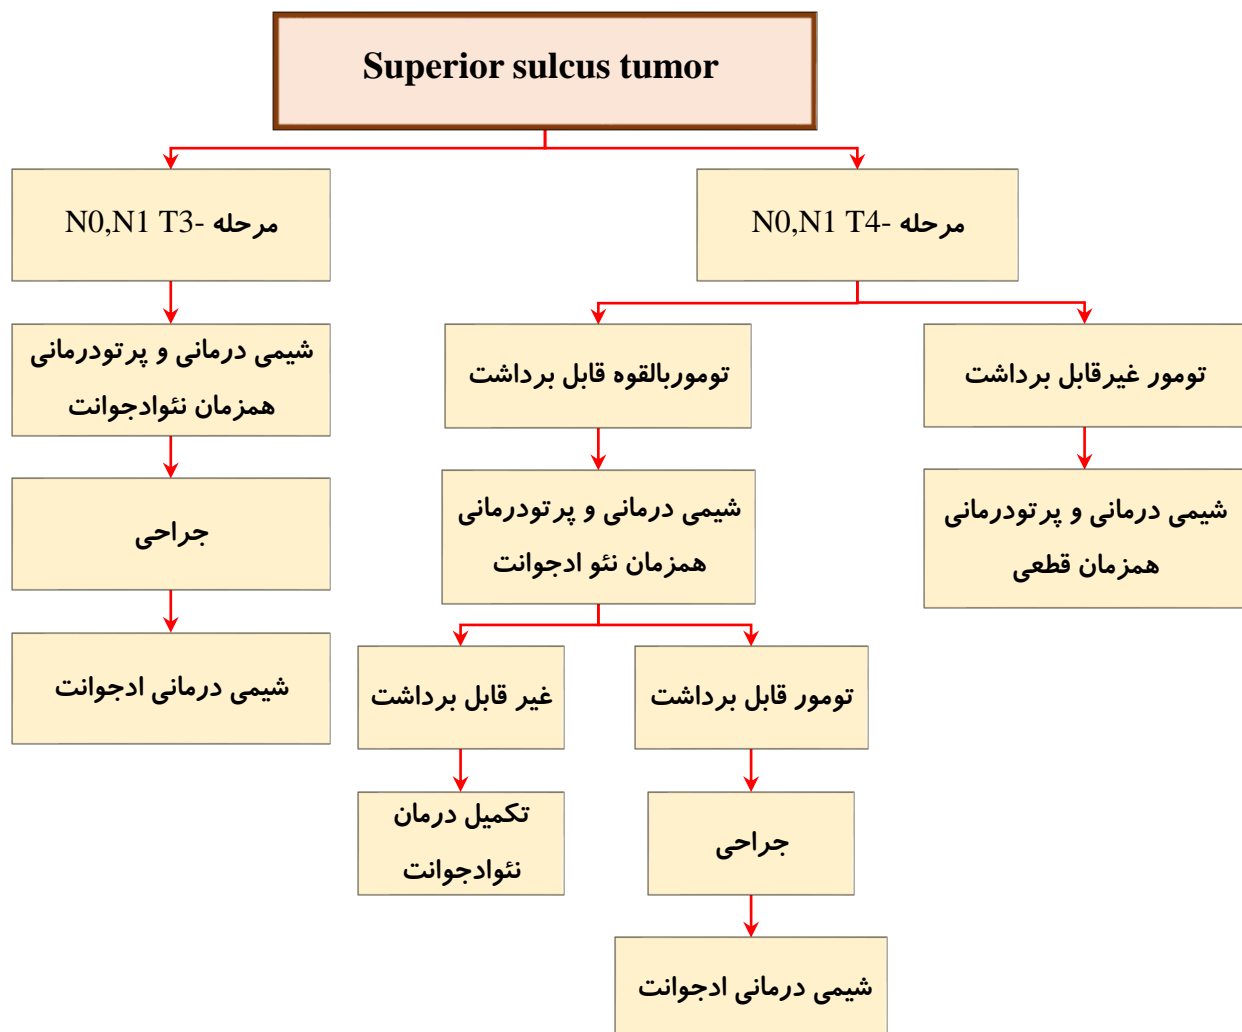 Superior sulcus tumor
مرحله -N0,N1 T3
مرحله -N0,N1 T4
شیمی درمانی و پرتودرمانی
همزمان نئوادجوانت
توموربالقوه قابل برداشت
تومور غیرقابل برداشت
جراحی
شیمی درمانی و پرتودرمانی
همزمان نئو ادجوانت
شیمی درمانی و پرتودرمانی
همزمان قطعی
شیمی درمانی ادجوانت
غیر قابل برداشت
تومور قابل برداشت
تکمیل درمان
نئوادجوانت
جراحی
شیمی درمانی ادجوانت